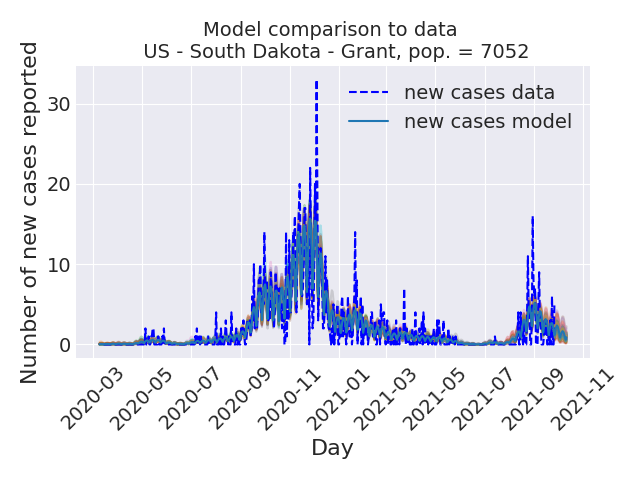 Model comparison to data
US - South Dakota - Grant, pop. = 7052
Number of new cases reported
30
20
10
0
new cases data
new cases model
2020-03
2020-05
2020-07
2020-09
2020-11
2021-01
2021-03
2021-05
2021-07
2021-09
2021-11
Day